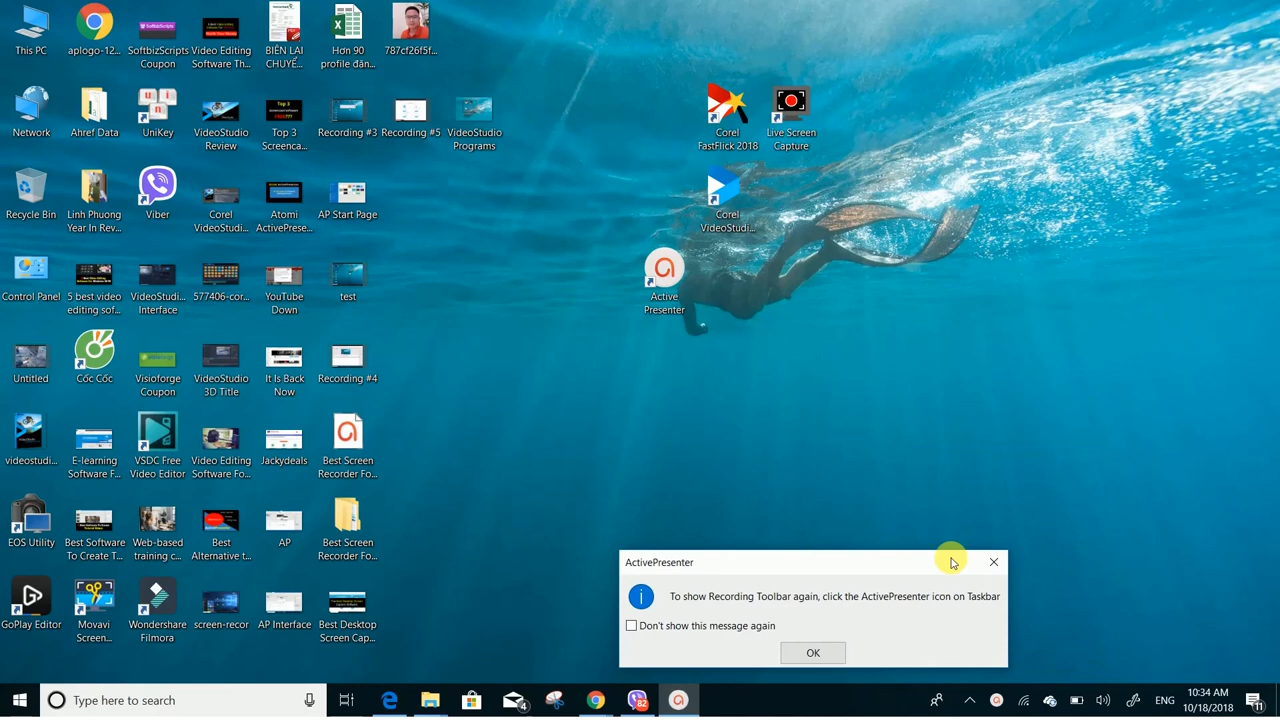 This PC
aplogo-12...
SoftbizScripts
Coupon
Video Editing
Software Th...
BIÊN LAI
CHUYỂ...
Hơn 90
profile đăn...
787cf26f5f...
Network
Ahref Data
UniKey
VideoStudio
Review
Top 3
Screenca...
Recording #3
Recording #5
VideoStudio
Programs
Corel
FastFlick 2018
Live Screen
Capture
Recycle Bin
Linh Phuong
Year In Rev...
Viber
Corel
VideoStudi...
Atomi
ActivePrese...
AP Start Page
Corel
VideoStudi...
Control Panel
5 best video
editing sof...
VideoStudi...
Interface
577406-cor...
YouTube
Down
test
Active
Presenter
Untitled
Cốc Cốc
Visioforge
Coupon
VideoStudio
3D Title
It Is Back
Now
Recording #4
videostudi...
E-learning
Software F...
VSDC Free
Video Editor
Video Editing
Software Fo...
Jackydeals
Best Screen
Recorder Fo...
EOS Utility
Best Software
To Create T...
Web-based
training c...
Best
Alternative t...
AP
Best Screen
Recorder Fo...
GoPlay Editor
Movavi
Screen...
Wondershare
Filmora
screen-recor
AP Interface
Best Desktop
Screen Cap...
ActivePresenter
To show Recording Toolbar again, click the ActivePresenter icon on Taskbar
Don't show this message again
OK
Type here to search
4
82
ENG
10:34 AM
10/18/2018
11